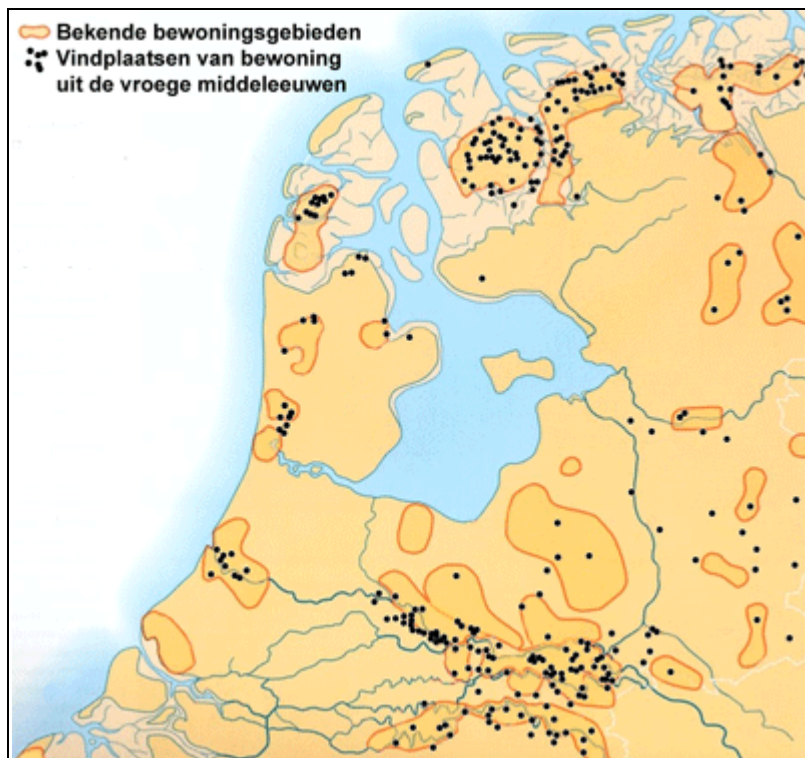 Bekende bewoningsgebieden
Vindplaatsen van bewoning
uit de vroege middeleeuwen